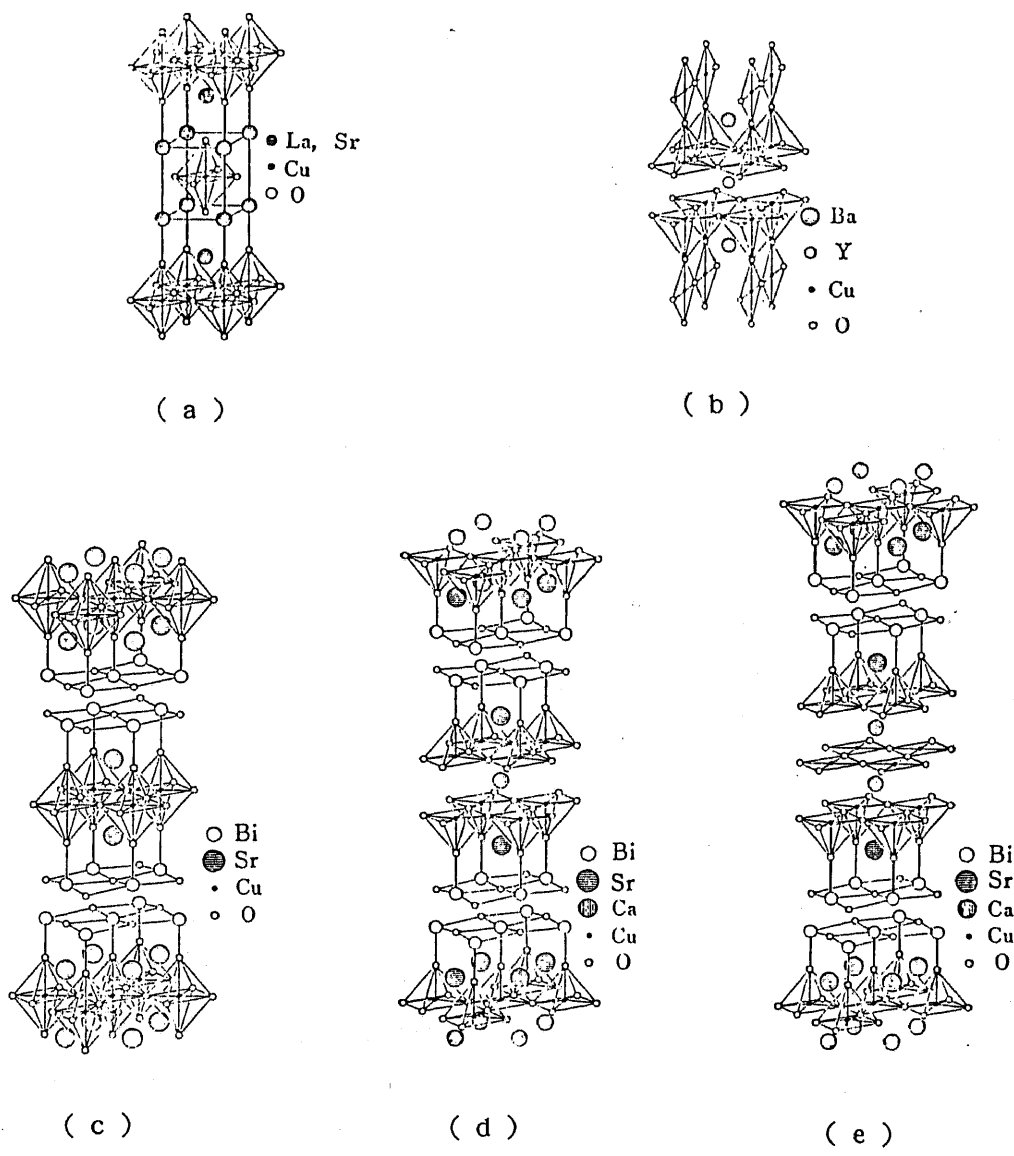 La, Sr
Cu
O
( a )
Ba
Y
Cu
O
( b )
Bi
Sr
Cu
O
( c )
Bi
Sr
Ca
Cu
O
( d )
Bi
Sr
Ca
Cu
O
( e )